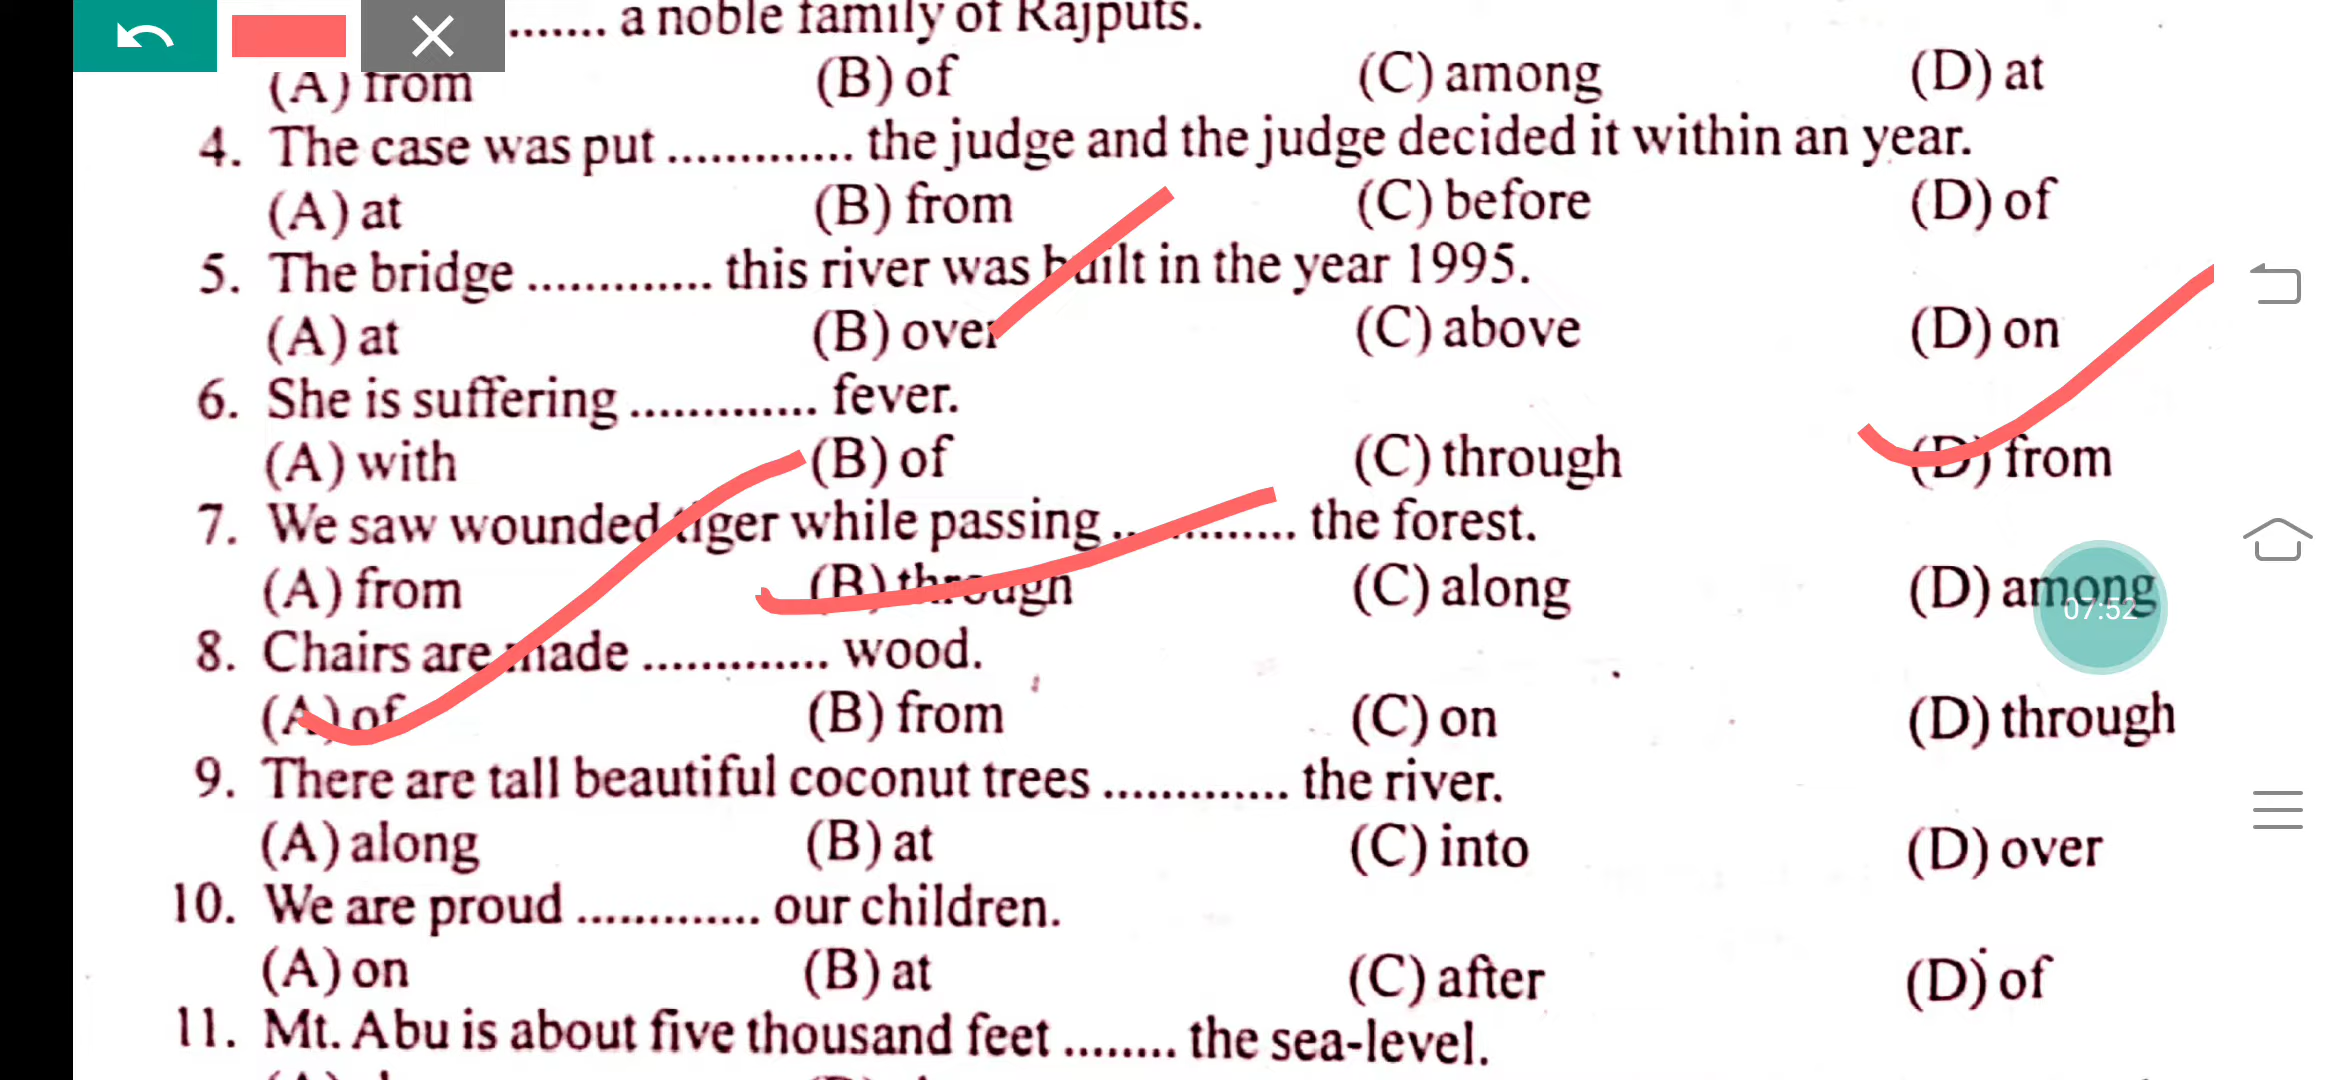 ............. a noble family of Rajputs.
(A) from (B) of (C) among (D) at
4. The case was put ............. the judge and the judge decided it within an year.
(A) at (B) from (C) before (D) of
5. The bridge ............. this river was built in the year 1995.
(A) at (B) over (C) above (D) on
6. She is suffering ............. fever.
(A) with (B) of (C) through (D) from
7. We saw wounded tiger while passing ............. the forest.
(A) from (B) through (C) along (D) among
07:52
8. Chairs are made ............. wood.
(A) of (B) from (C) on (D) through
9. There are tall beautiful coconut trees ............. the river.
(A) along (B) at (C) into (D) over
10. We are proud ............. our children.
(A) on (B) at (C) after (D) of
11. Mt. Abu is about five thousand feet ........ the sea-level.